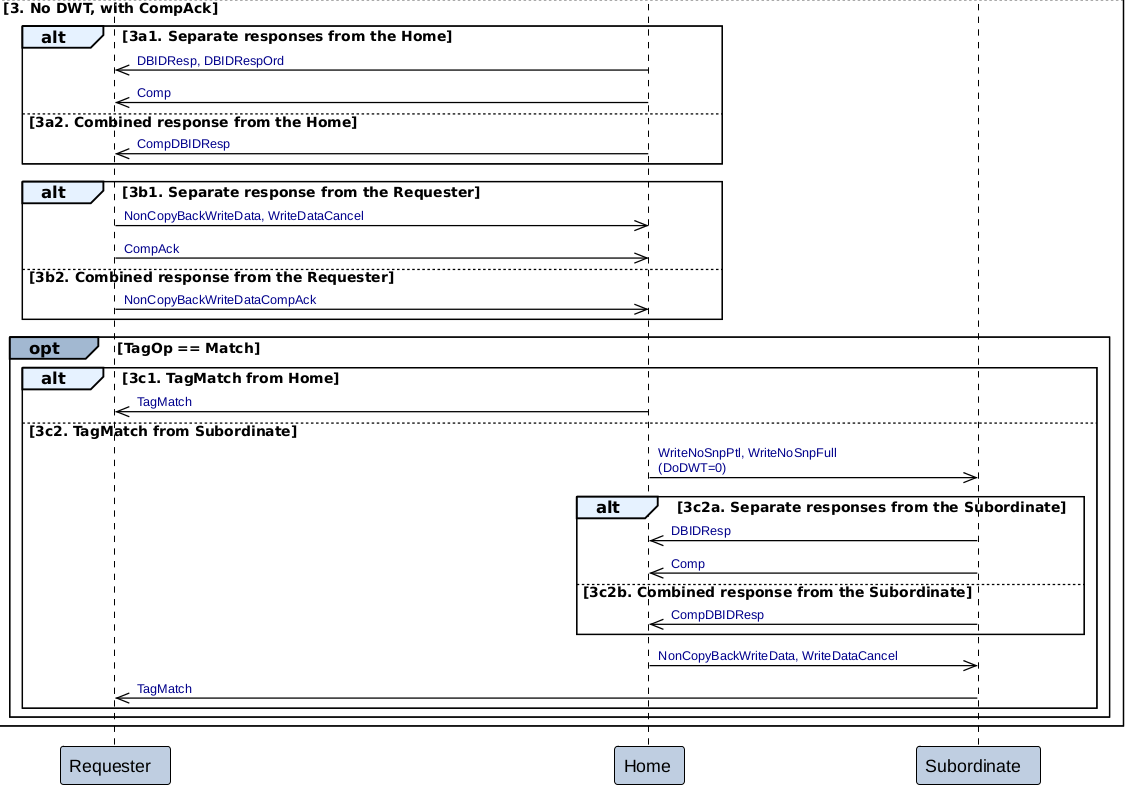 [3. No DWT, with CompAck]
alt [3a1. Separate responses from the Home]
DBIDResp, DBIDRespOrd
Comp
[3a2. Combined response from the Home]
CompDBIDResp
alt [3b1. Separate response from the Requester]
NonCopyBackWriteData, WriteDataCancel
CompAck
[3b2. Combined response from the Requester]
NonCopyBackWriteDataCompAck
opt [TagOp == Match]
alt [3c1. TagMatch from Home]
TagMatch
[3c2. TagMatch from Subordinate]
WriteNoSnpPtl, WriteNoSnpFull
(DoDWT=0)
alt [3c2a. Separate responses from the Subordinate]
DBIDResp
Comp
[3c2b. Combined response from the Subordinate]
CompDBIDResp
NonCopyBackWriteData, WriteDataCancel
TagMatch
Requester Home Subordinate